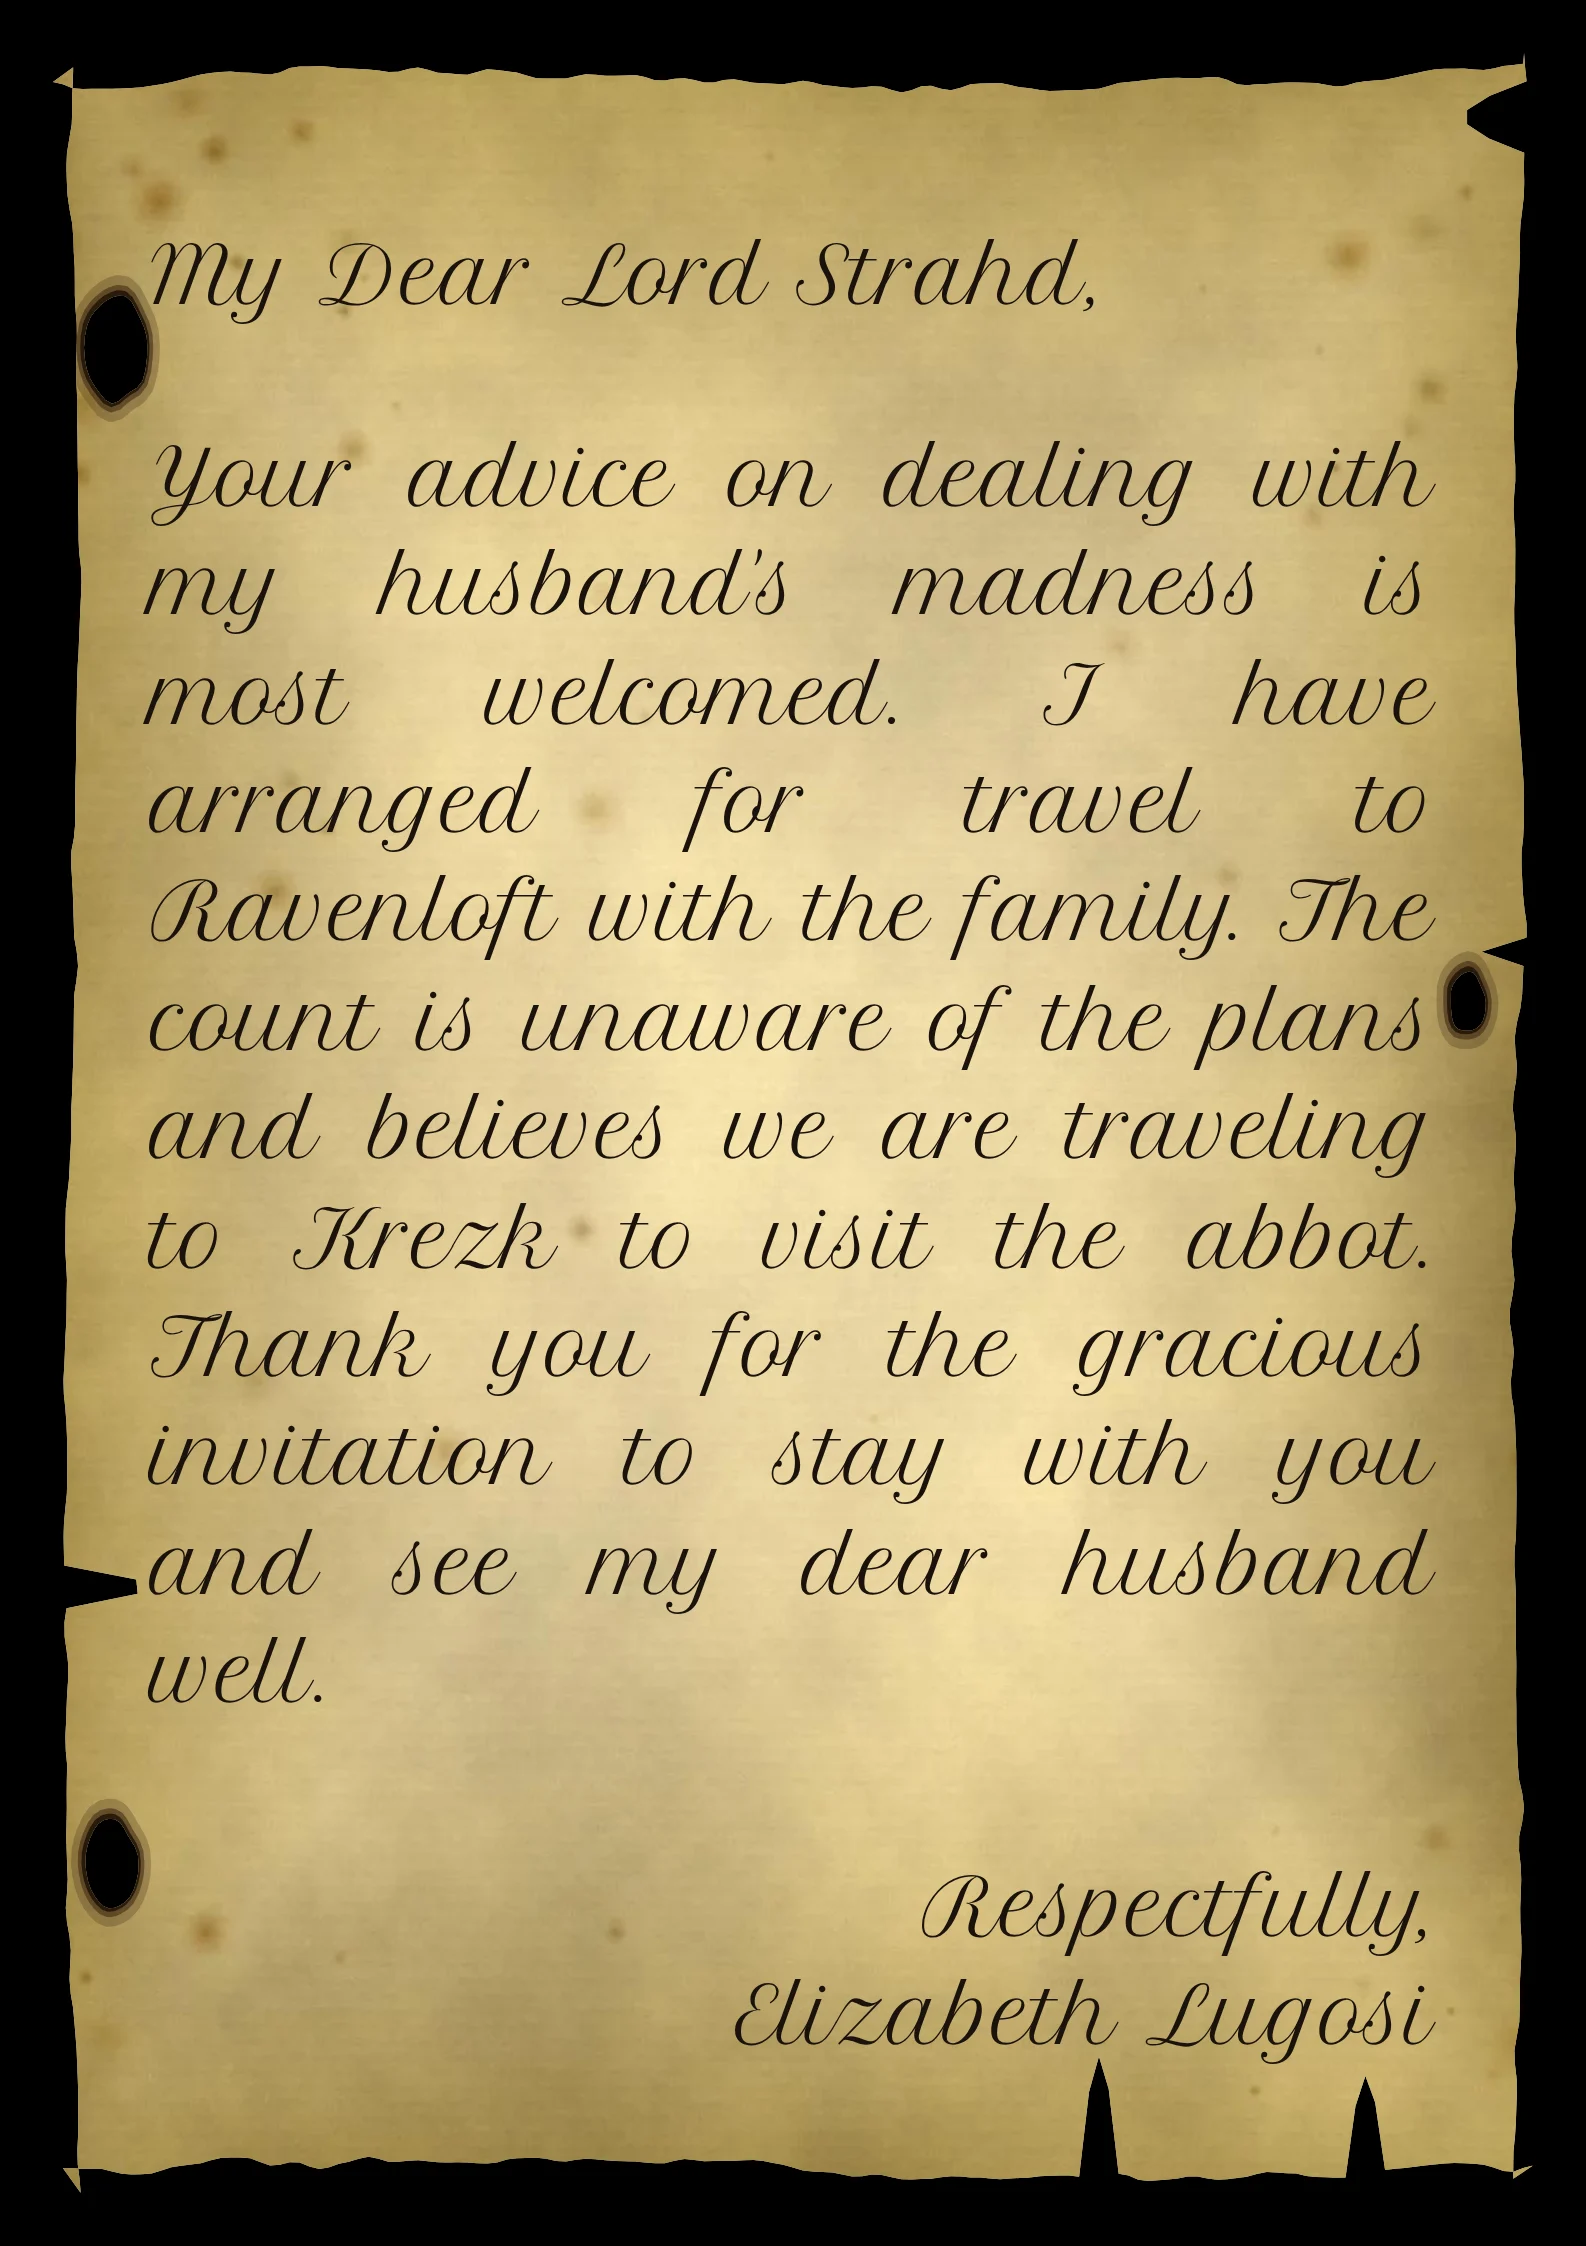 My Dear Lord Strahd,
Your advice on dealing with
my husband's madness is
most welcomed. I have
arranged for travel to
Ravenloft with the family. The
count is unaware of the plans
and believes we are traveling
to Krezk to visit the abbot.
Thank you for the gracious
invitation to stay with you
and see my dear husband
well.
Respectfully,
Elizabeth Lugosi